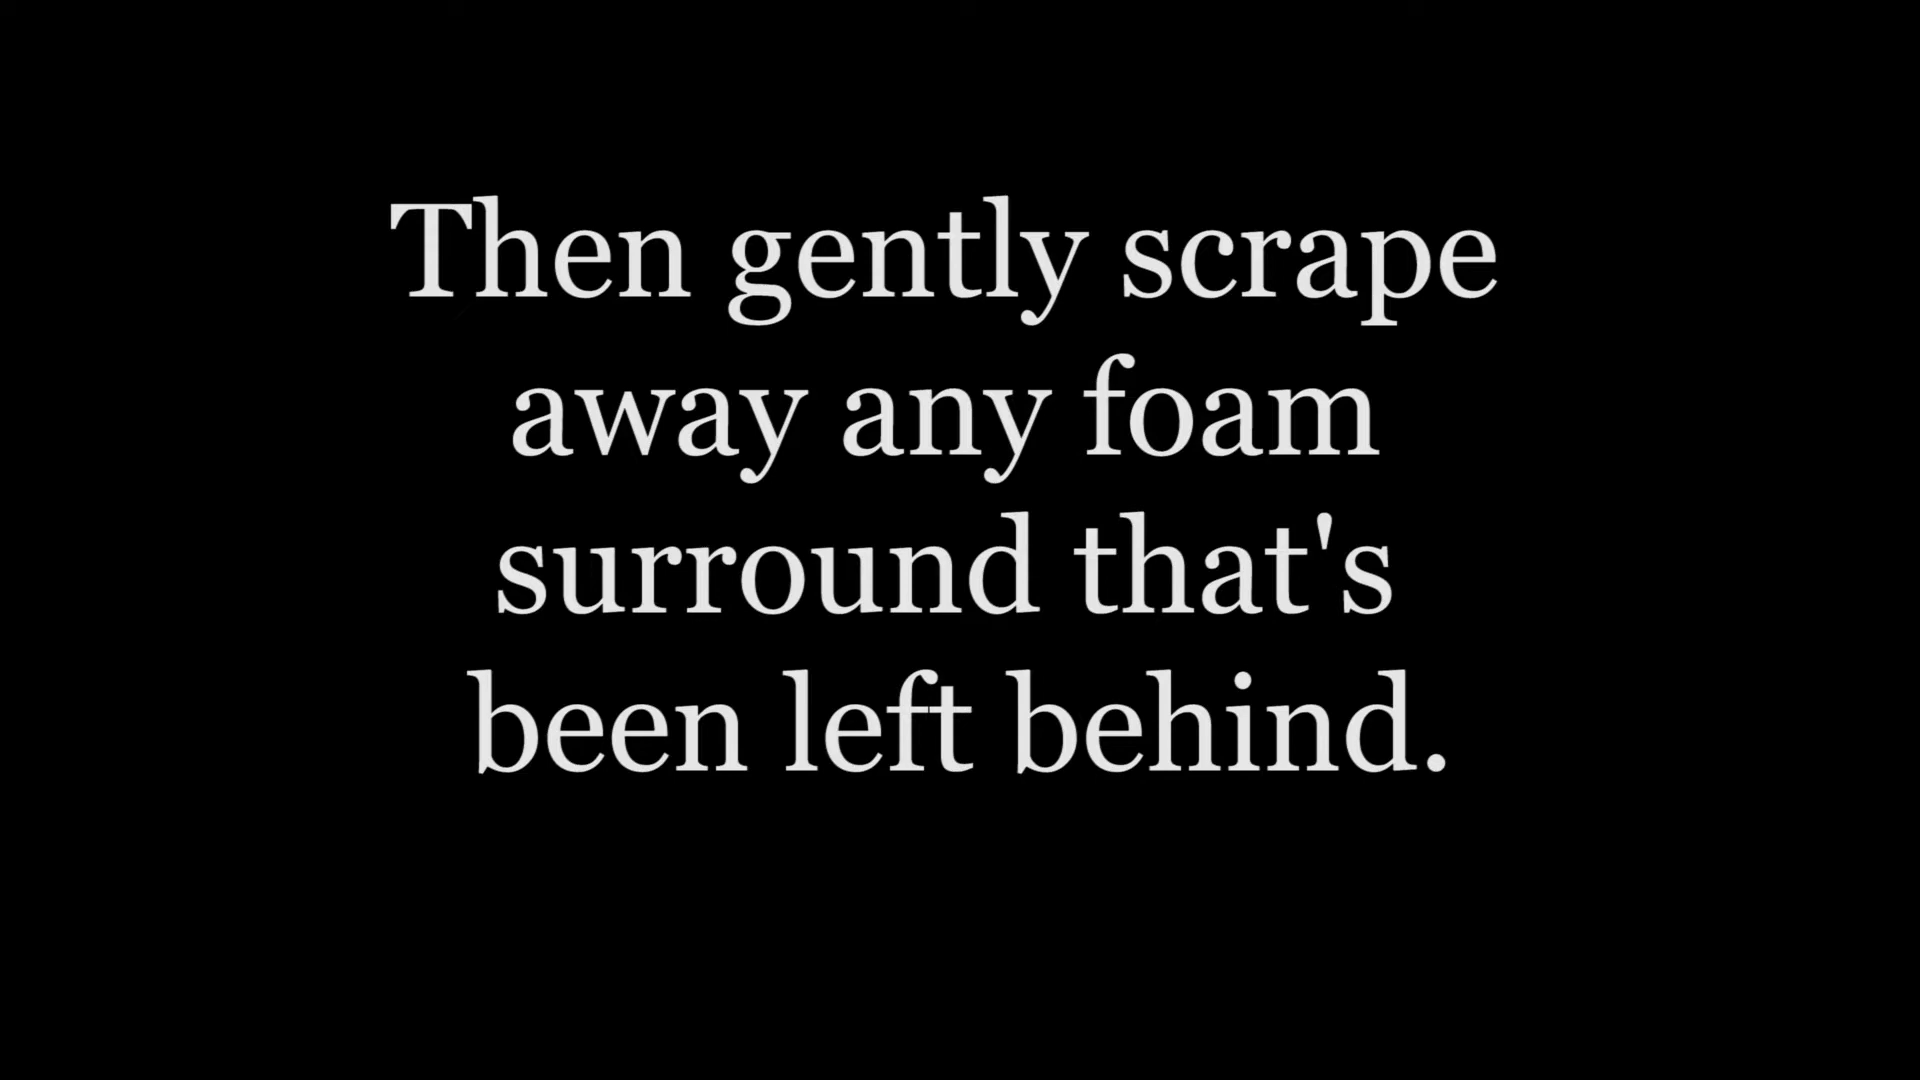 Then gently scrape
away any foam
surround that's
been left behind.